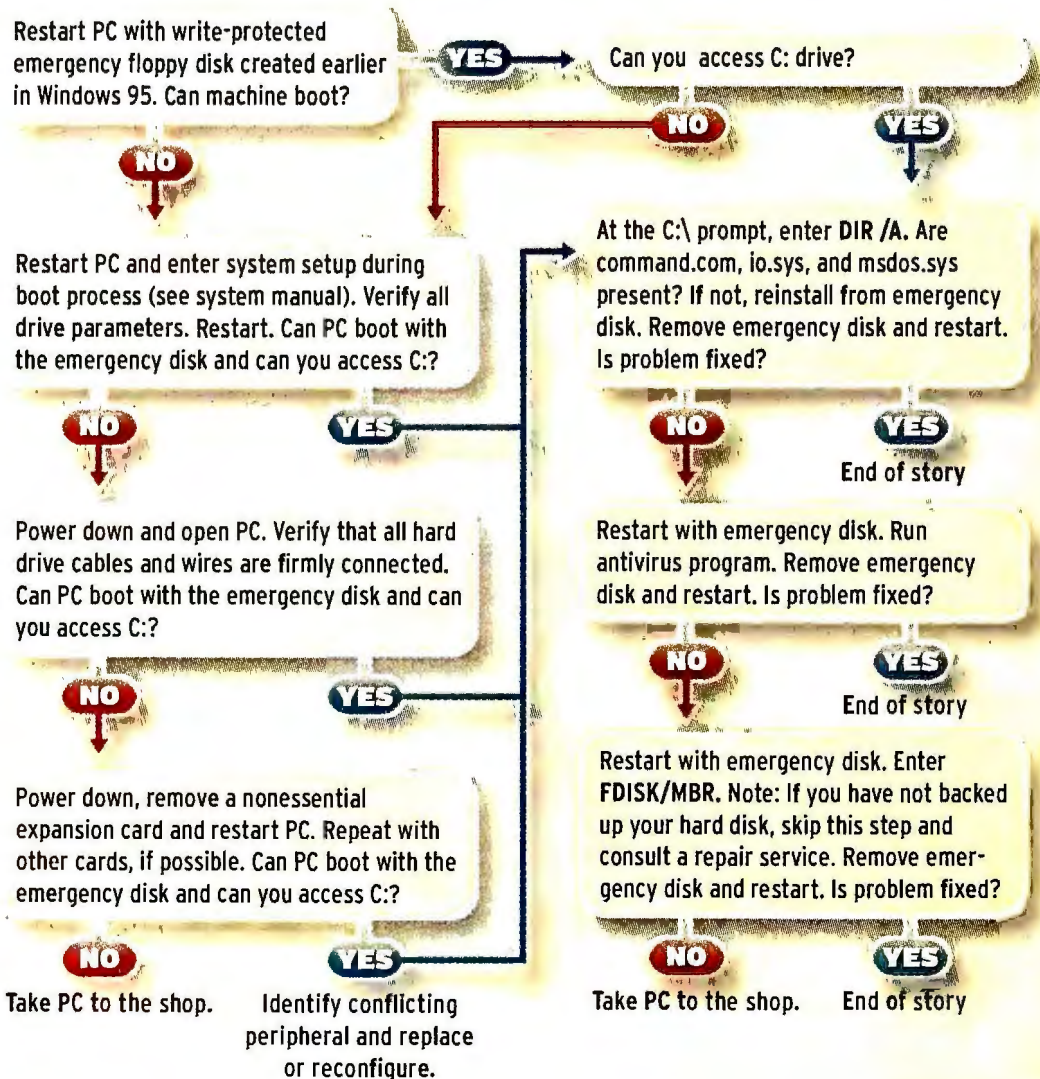 Restart PC with write-protected
emergency floppy disk created earlier
in Windows 95. Can machine boot?
YES
Can you access C: drive?
NO
NO
YES
Restart PC and enter system setup during
boot process (see system manual). Verify all
drive parameters. Restart. Can PC boot with
the emergency disk and can you access C:?
At the C:\ prompt, enter DIR /A. Are
command.com, io.sys, and msdos.sys
present? If not, reinstall from emergency
disk. Remove emergency disk and restart.
Is problem fixed?
NO
YES
NO
YES
End of story
Power down and open PC. Verify that all hard
drive cables and wires are firmly connected.
Can PC boot with the emergency disk and can
you access C:?
Restart with emergency disk. Run
antivirus program. Remove emergency
disk and restart. Is problem fixed?
NO
YES
NO
YES
End of story
Power down, remove a nonessential
expansion card and restart PC. Repeat with
other cards, if possible. Can PC boot with the
emergency disk and can you access C:?
Restart with emergency disk. Enter
FDISK/MBR. Note: If you have not backed
up your hard disk, skip this step and
consult a repair service. Remove emer-
gency disk and restart. Is problem fixed?
NO
YES
NO
YES
Take PC to the shop.
Identify conflicting
peripheral and replace
or reconfigure.
Take PC to the shop.
End of story